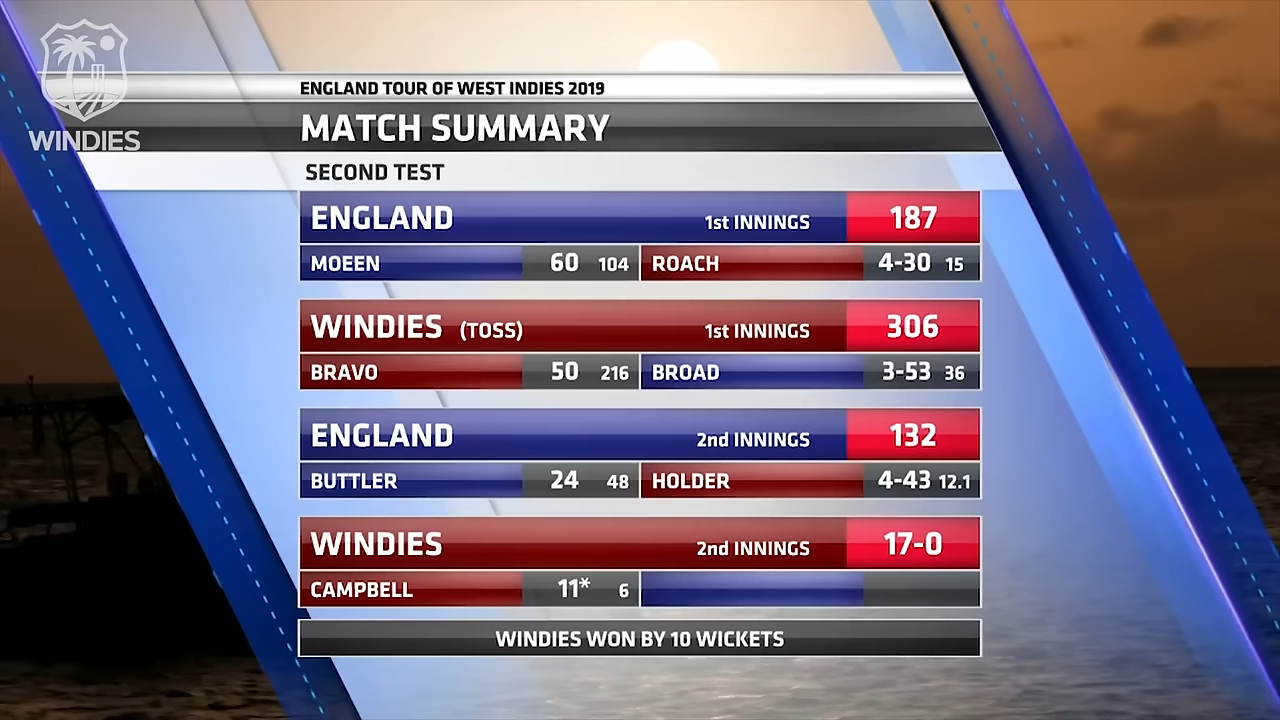 WINDIES
ENGLAND TOUR OF WEST INDIES 2019
MATCH SUMMARY
SECOND TEST
ENGLAND 1st INNINGS 187
MOEEN 60 104 ROACH 4-30 15
WINDIES (TOSS) 1st INNINGS 306
BRAVO 50 216 BROAD 3-53 36
ENGLAND 2nd INNINGS 132
BUTTLER 24 48 HOLDER 4-43 12.1
WINDIES 2nd INNINGS 17-0
CAMPBELL 11* 6
WINDIES WON BY 10 WICKETS